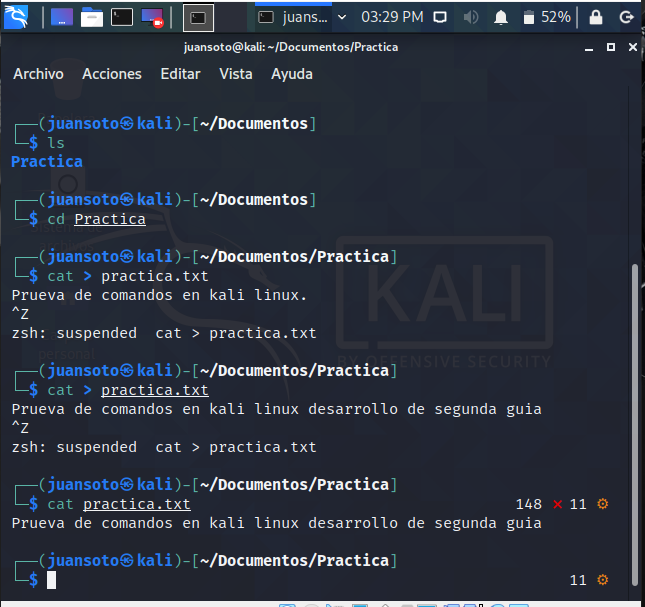 juans... 03:29 PM 52%
juansoto@kali: ~/Documentos/Practica
Archivo Acciones Editar Vista Ayuda
┌──(juansoto㉿kali)-[~/Documentos]
└─$ ls
Practica
┌──(juansoto㉿kali)-[~/Documentos]
└─$ cd Practica
┌──(juansoto㉿kali)-[~/Documentos/Practica]
└─$ cat > practica.txt
Prueva de comandos en kali linux.
^Z
zsh: suspended  cat > practica.txt
┌──(juansoto㉿kali)-[~/Documentos/Practica]
└─$ cat > practica.txt
Prueva de comandos en kali linux desarrollo de segunda guia
^Z
zsh: suspended  cat > practica.txt
┌──(juansoto㉿kali)-[~/Documentos/Practica]
└─$ cat practica.txt 148 ⨯ 11 ⚙
Prueva de comandos en kali linux desarrollo de segunda guia
┌──(juansoto㉿kali)-[~/Documentos/Practica]
└─$ 11 ⚙
KALI
BY OFFENSIVE SECURITY